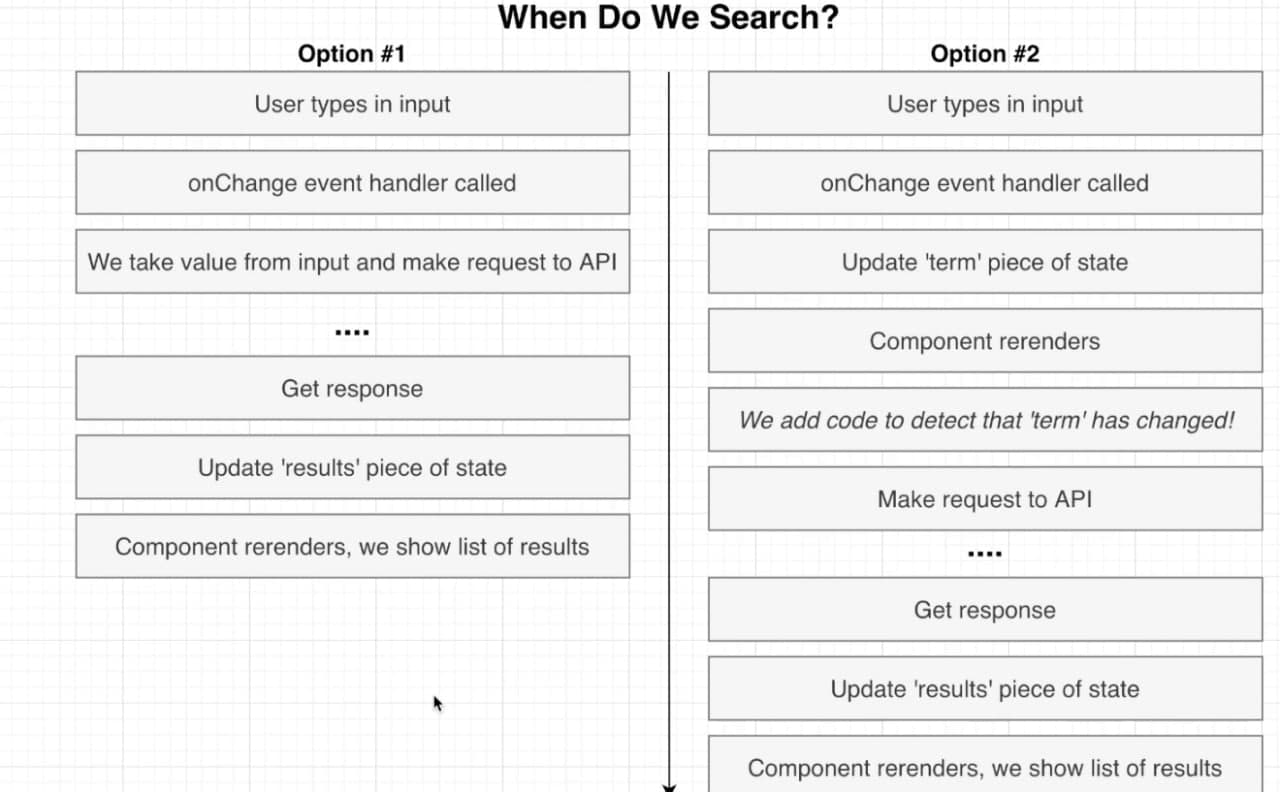 When Do We Search?
Option #1
User types in input
onChange event handler called
We take value from input and make request to API
....
Get response
Update 'results' piece of state
Component rerenders, we show list of results
Option #2
User types in input
onChange event handler called
Update 'term' piece of state
Component rerenders
We add code to detect that 'term' has changed!
Make request to API
....
Get response
Update 'results' piece of state
Component rerenders, we show list of results